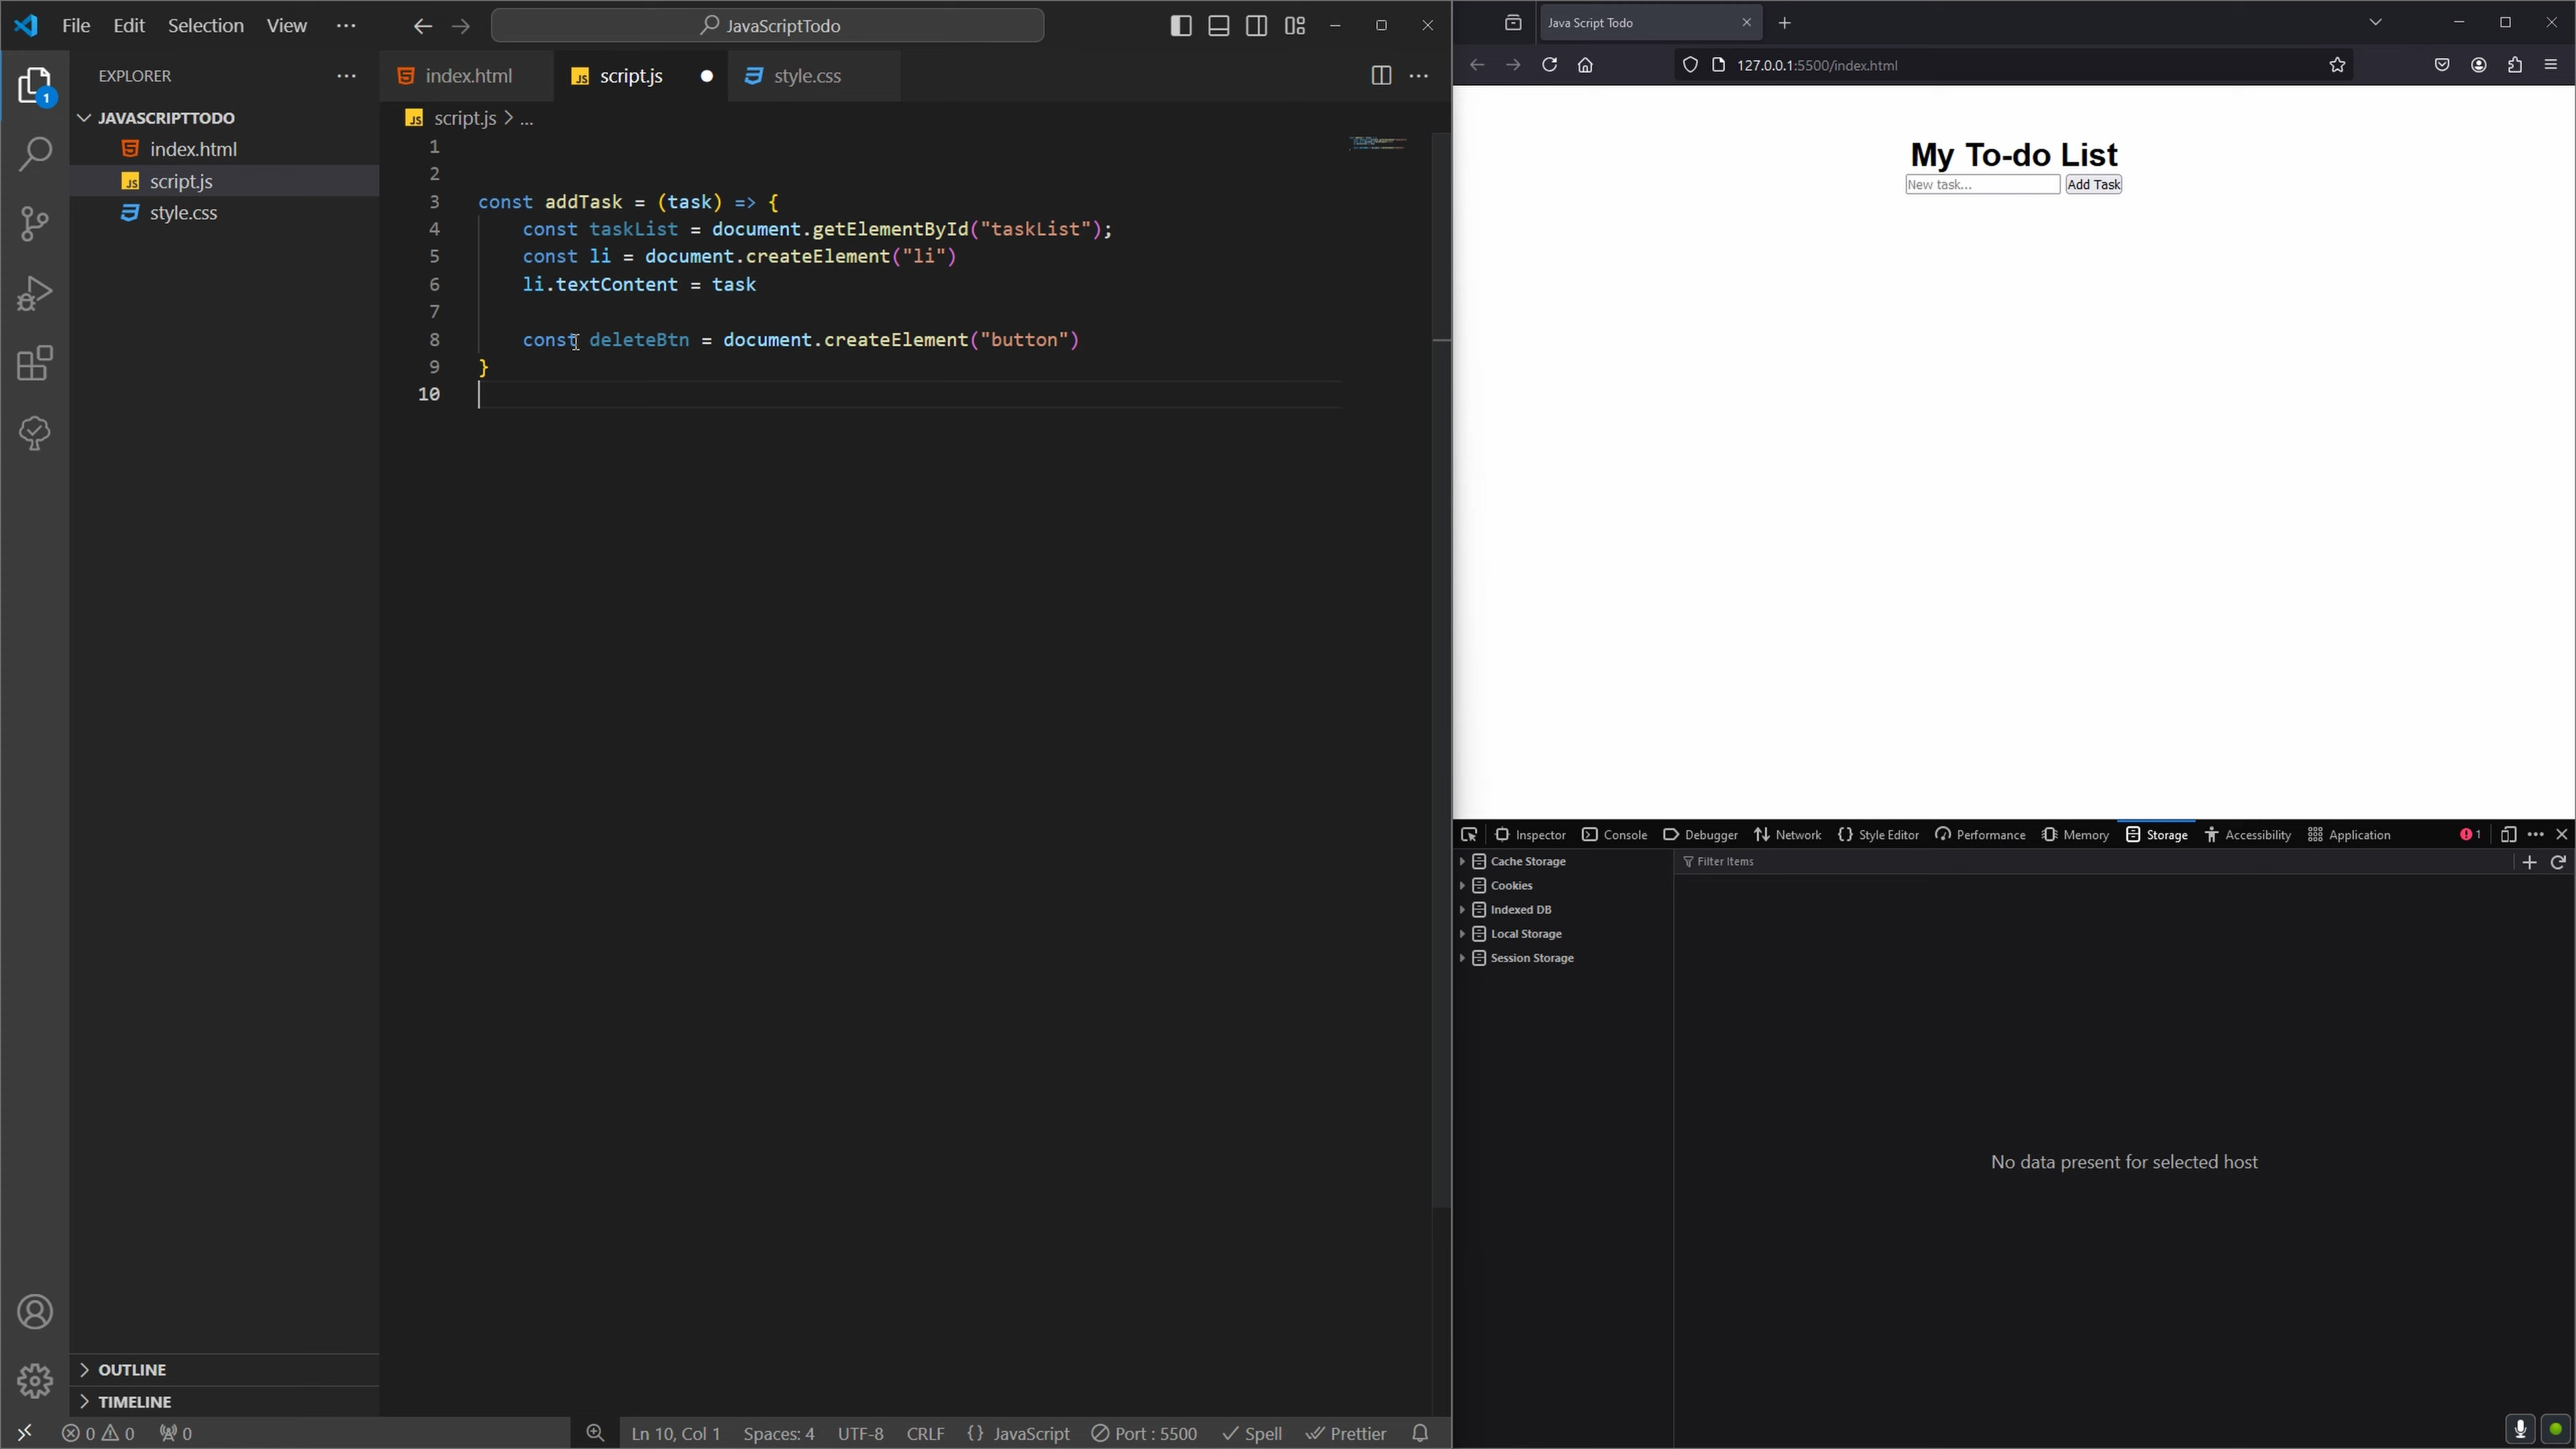 File Edit Selection View ...
JavaScriptTodo
EXPLORER ...
JAVASCRIPTTODO
index.html
script.js
style.css
OUTLINE
TIMELINE
1
index.html script.js style.css
script.js > ...
1
2
3 const addTask = (task) => {
4 const taskList = document.getElementById("taskList");
5 const li = document.createElement("li")
6 li.textContent = task
7
8 const deleteBtn = document.createElement("button")
9 }
10
0 0 0 Ln 10, Col 1 Spaces: 4 UTF-8 CRLF {} JavaScript Port : 5500 Spell Prettier
Java Script Todo
127.0.0.1:5500/index.html
My To-do List
New task... Add Task
Inspector Console Debugger Network Style Editor Performance Memory Storage Accessibility Application 1
Cache Storage
Cookies
Indexed DB
Local Storage
Session Storage
Filter Items
No data present for selected host